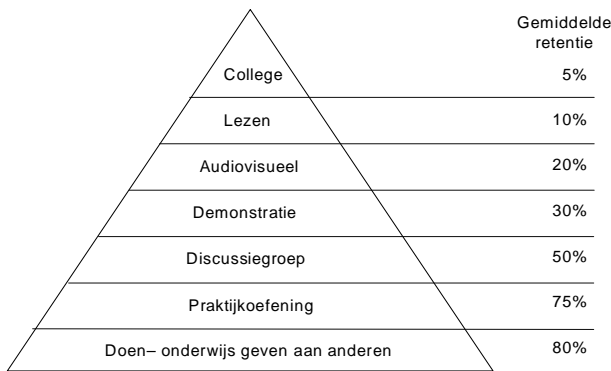 Gemiddelde
retentie
College 5%
Lezen 10%
Audiovisueel 20%
Demonstratie 30%
Discussiegroep 50%
Praktijkoefening 75%
Doen– onderwijs geven aan anderen 80%